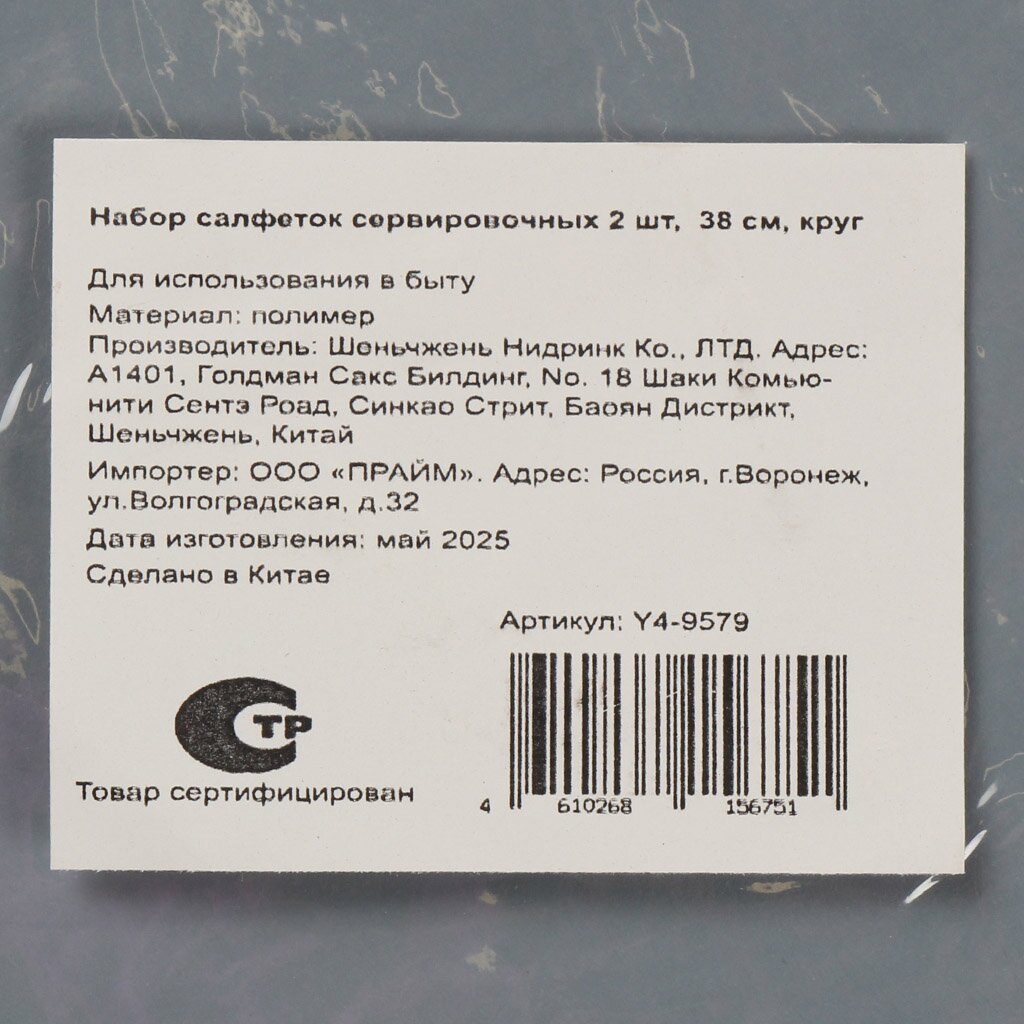 Набор салфеток сервировочных 2 шт, 38 см, круг
Для использования в быту
Материал: полимер
Производитель: Шеньчжень Нидринк Ко., ЛТД. Адрес:
А1401, Голдман Сакс Билдинг, No. 18 Шаки Комью-
нити Сентэ Роад, Синкао Стрит, Баоян Дистрикт,
Шеньчжень, Китай
Импортер: ООО «ПРАЙМ». Адрес: Россия, г.Воронеж,
ул.Волгоградская, д.32
Дата изготовления: май 2025
Сделано в Китае
Артикул: Y4-9579
СТР
Товар сертифицирован
4 610268 156751